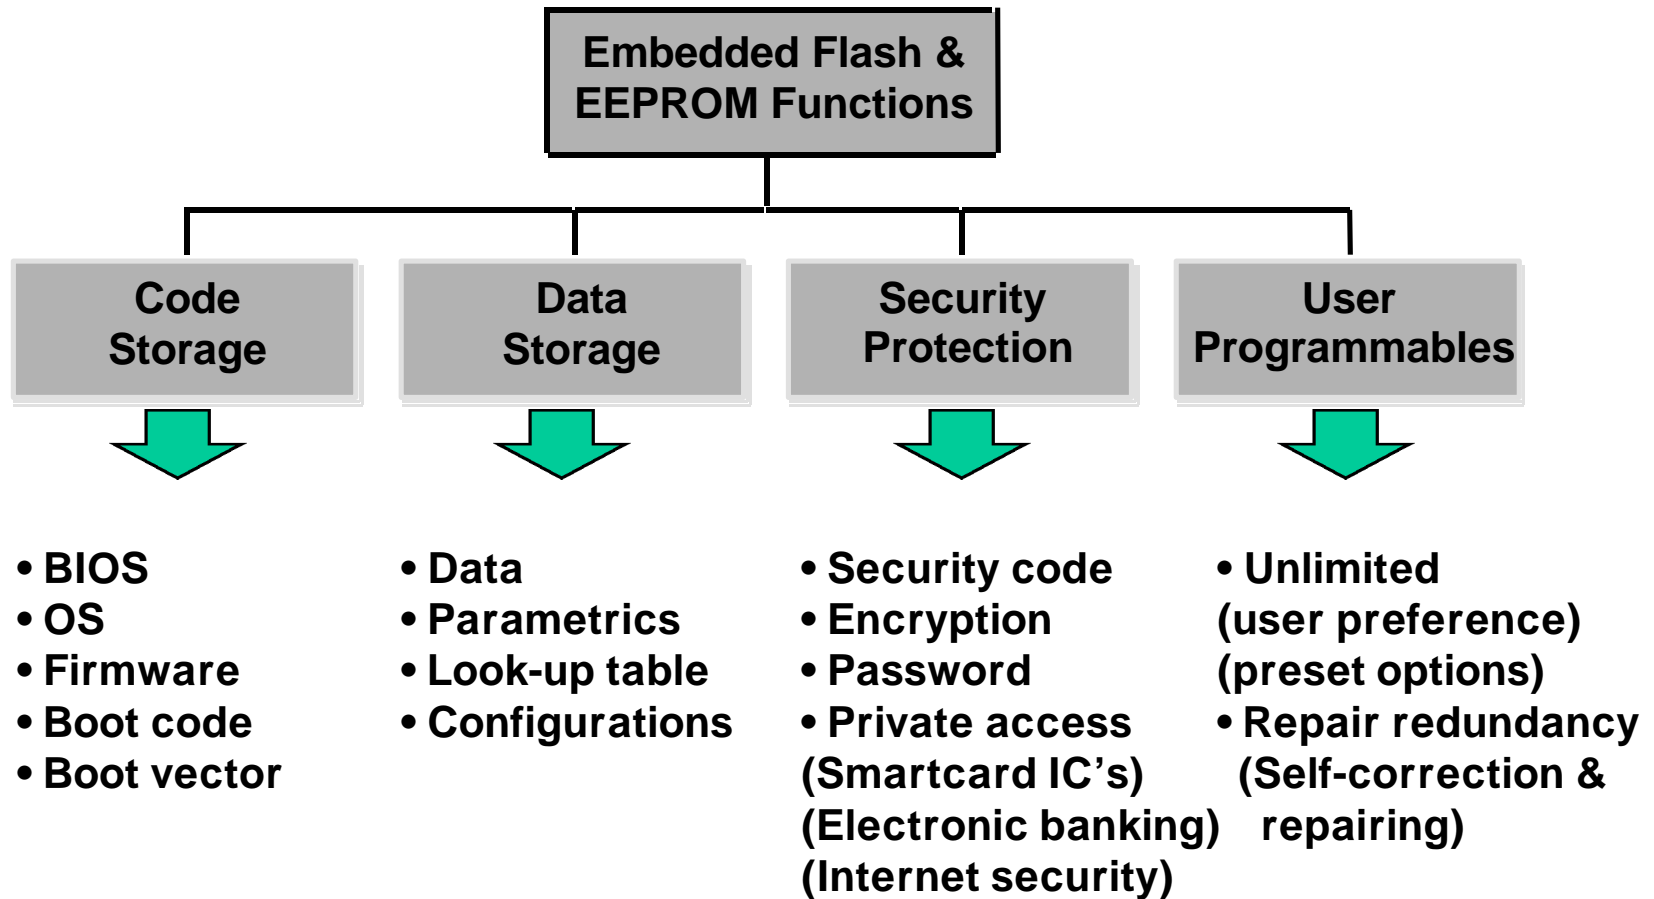 Embedded Flash &
EEPROM Functions
Code
Storage
Data
Storage
Security
Protection
User
Programmables
• BIOS
• OS
• Firmware
• Boot code
• Boot vector
• Data
• Parametrics
• Look-up table
• Configurations
• Security code
• Encryption
• Password
• Private access
(Smartcard IC’s)
(Electronic banking)
(Internet security)
• Unlimited
(user preference)
(preset options)
• Repair redundancy
(Self-correction &
repairing)